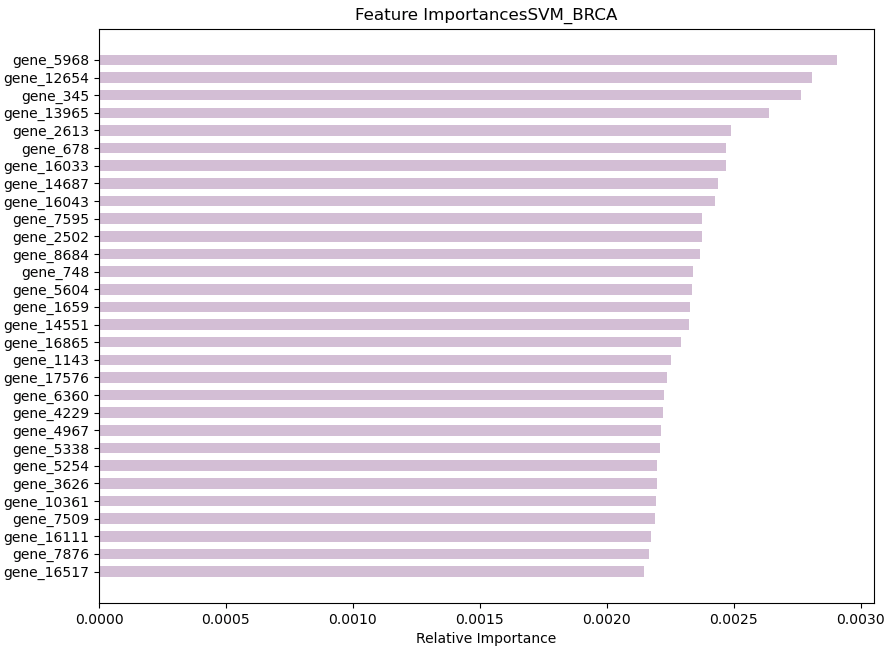 Feature ImportancesSVM_BRCA
gene_5968
gene_12654
gene_345
gene_13965
gene_2613
gene_678
gene_16033
gene_14687
gene_16043
gene_7595
gene_2502
gene_8684
gene_748
gene_5604
gene_1659
gene_14551
gene_16865
gene_1143
gene_17576
gene_6360
gene_4229
gene_4967
gene_5338
gene_5254
gene_3626
gene_10361
gene_7509
gene_16111
gene_7876
gene_16517
0.0000 0.0005 0.0010 0.0015 0.0020 0.0025 0.0030
Relative Importance